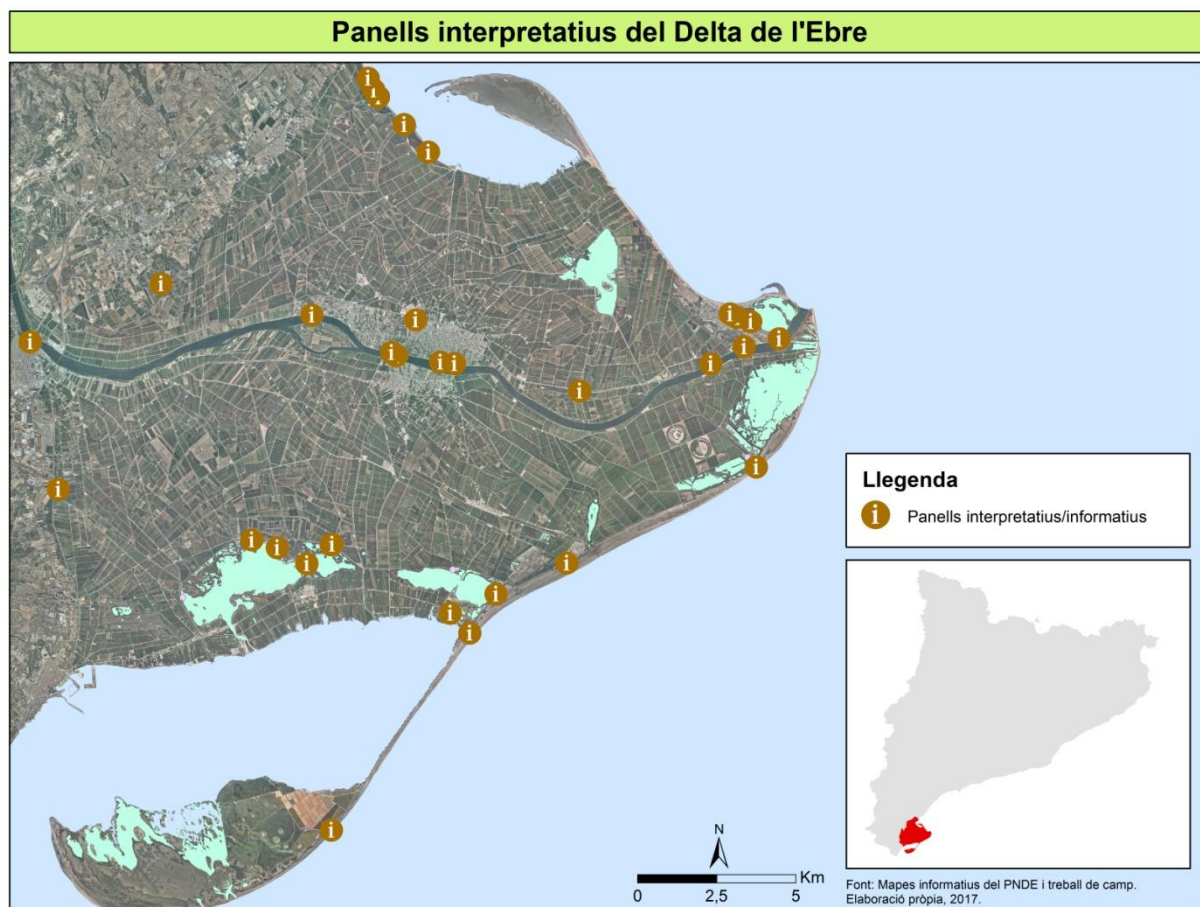 Panells interpretatius del Delta de l'Ebre
Llegenda
i Panells interpretatius/informatius
N
Km
0 2,5 5
Font: Mapes informatius del PNDE i treball de camp.
Elaboració pròpia, 2017.